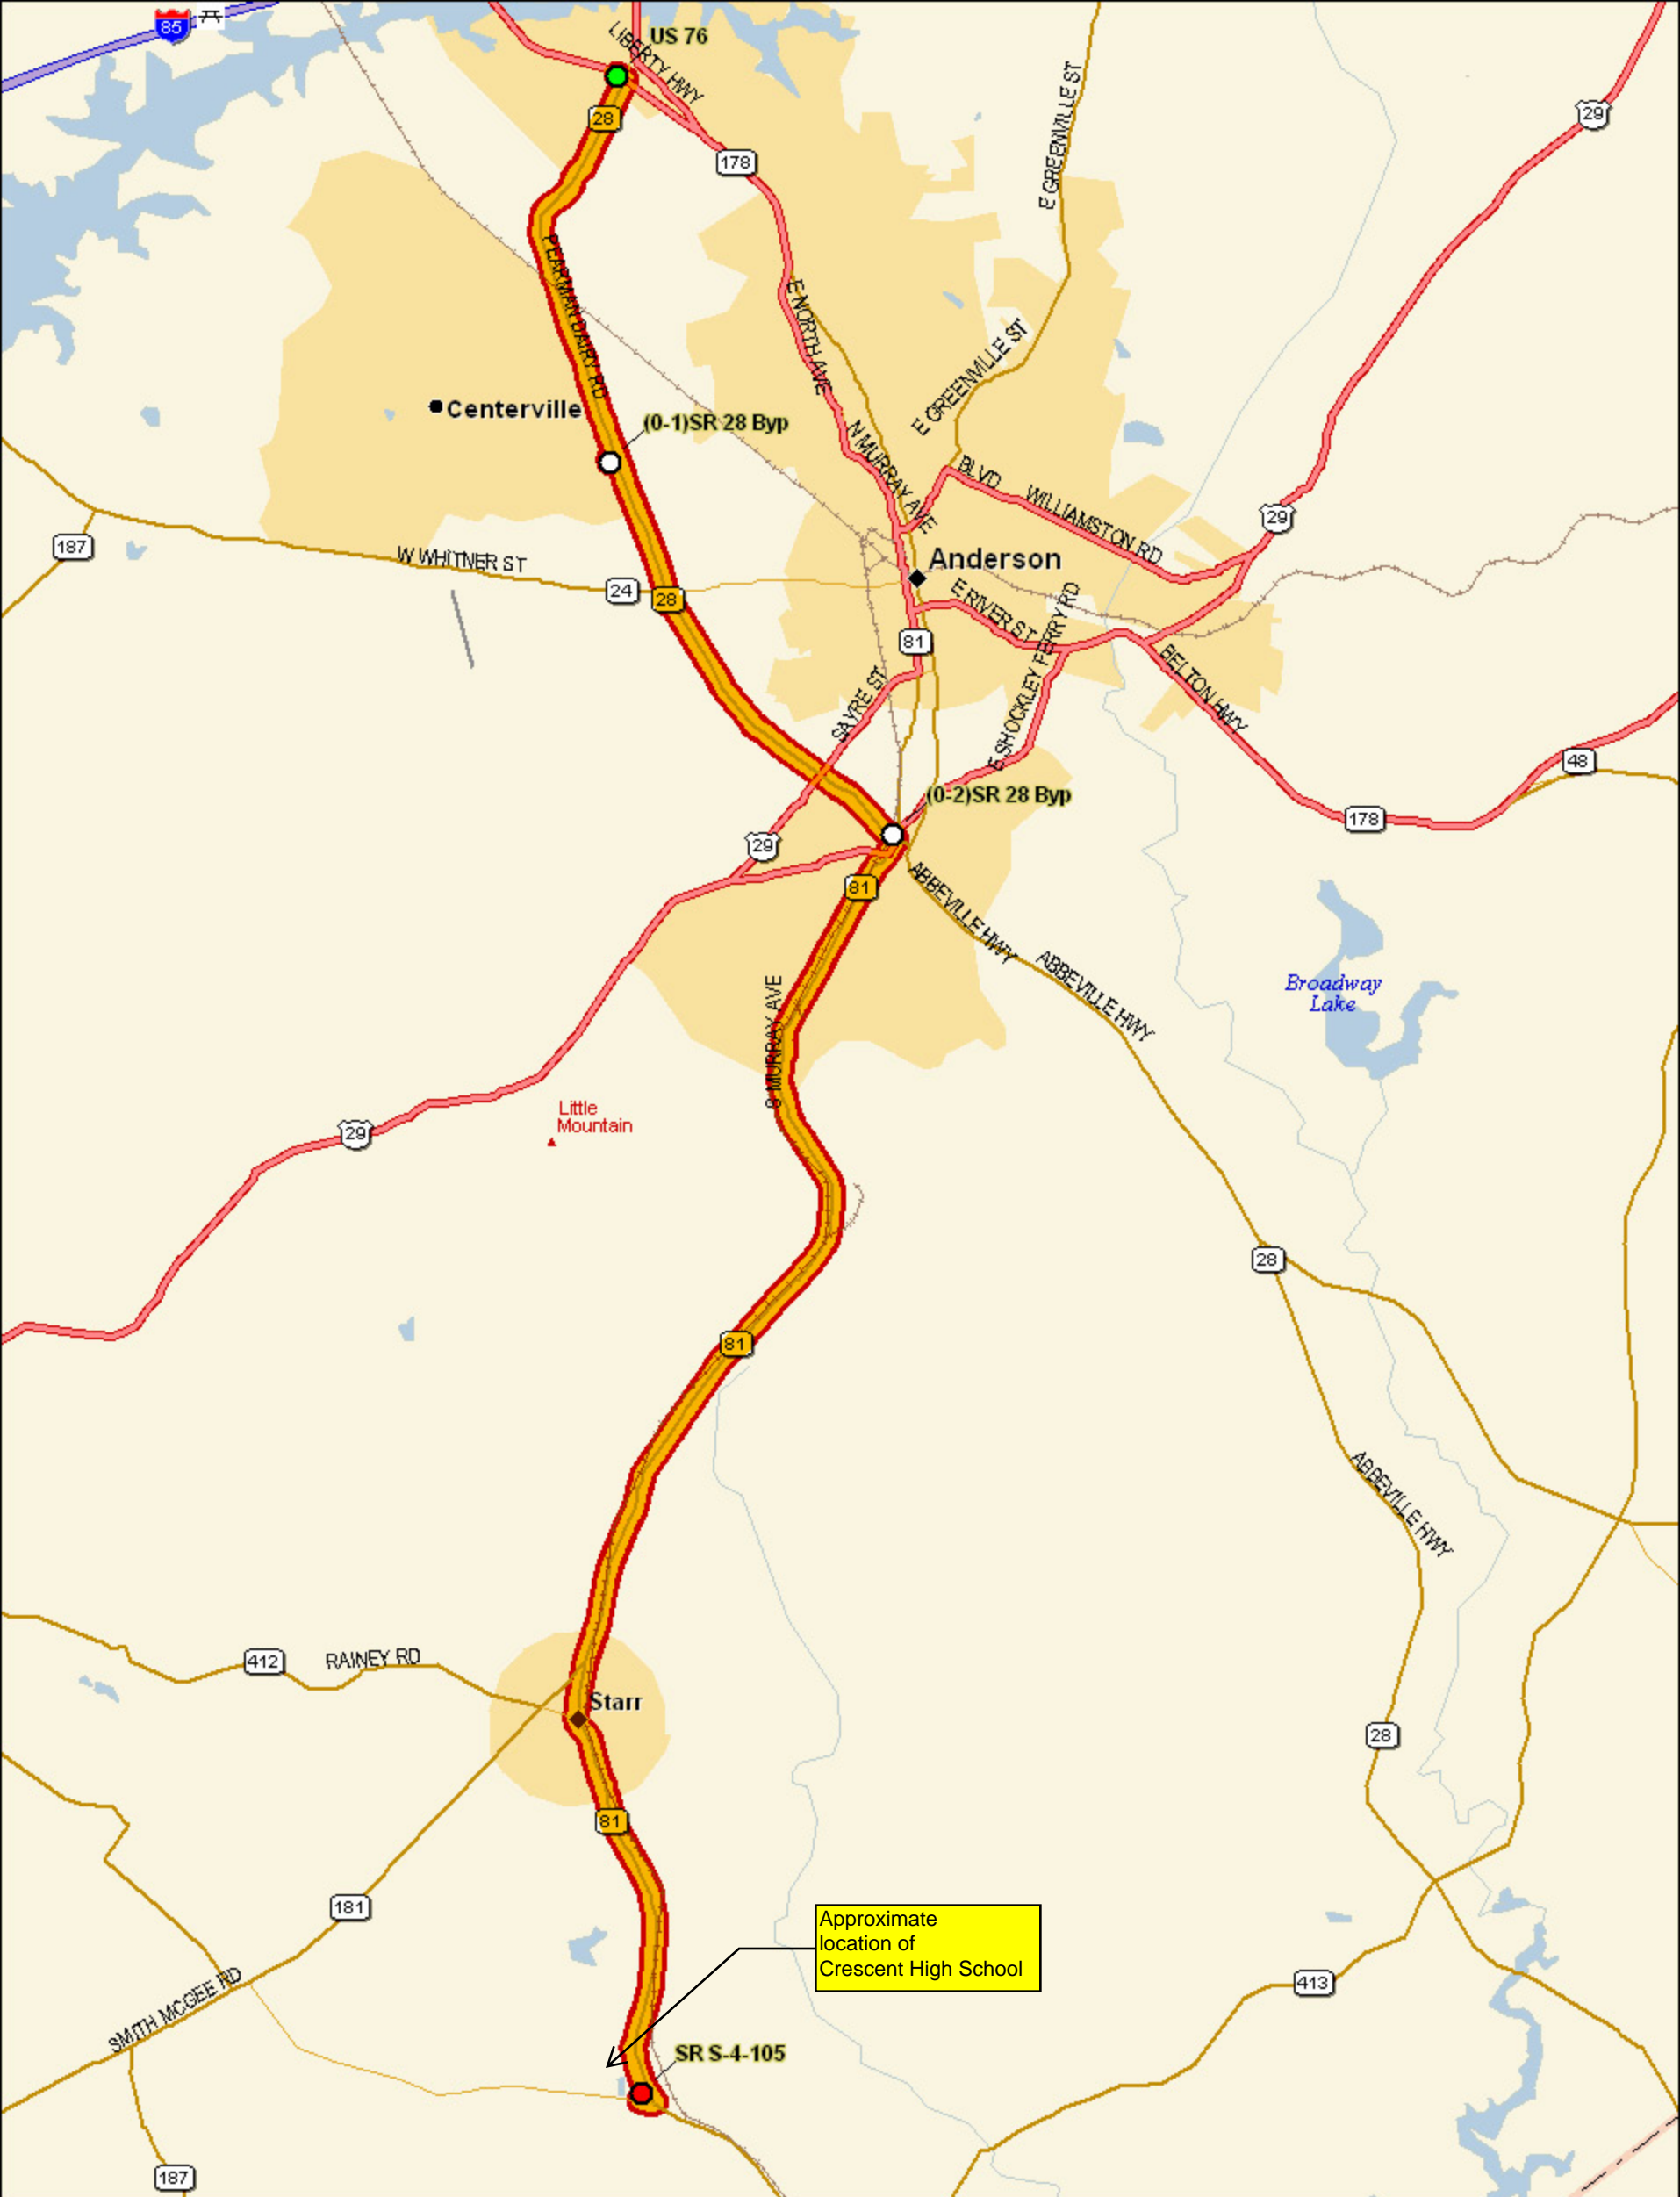 85
US 76
LIBERTY HWY
28
178
29
E GREENVILLE ST
PEARMAN DAIRY RD
E NORTH AVE
E GREENVILLE ST
Centerville
(0-1)SR 28 Byp
N MURRAY AVE
BLVD
WILLIAMSTON RD
29
187
W WHITNER ST
24
28
Anderson
E RIVER ST
E SHOCKLEY FERRY RD
81
BELTON HWY
SAYRE ST
48
(0-2)SR 28 Byp
178
29
81
ABBEVILLE HWY
ABBEVILLE HWY
S MURRAY AVE
Broadway
Lake
Little
Mountain
29
28
81
ABBEVILLE HWY
412
RAINEY RD
Starr
28
81
181
Approximate
location of
Crescent High School
413
SMITH MCGEE RD
SR S-4-105
187